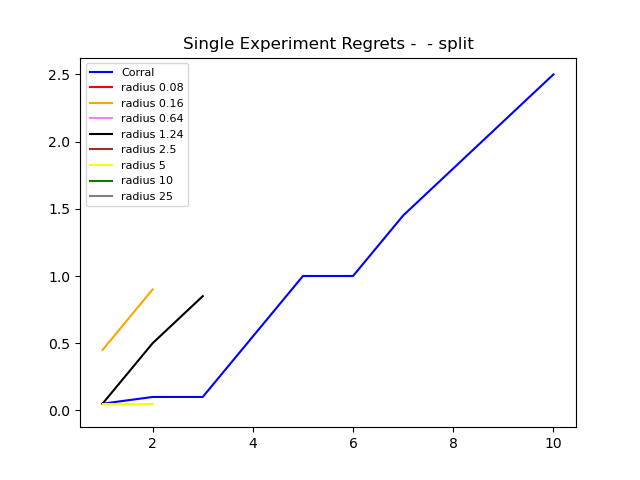 Single Experiment Regrets -  - split
Corral
radius 0.08
radius 0.16
radius 0.64
radius 1.24
radius 2.5
radius 5
radius 10
radius 25
2.5
2.0
1.5
1.0
0.5
0.0
2 4 6 8 10